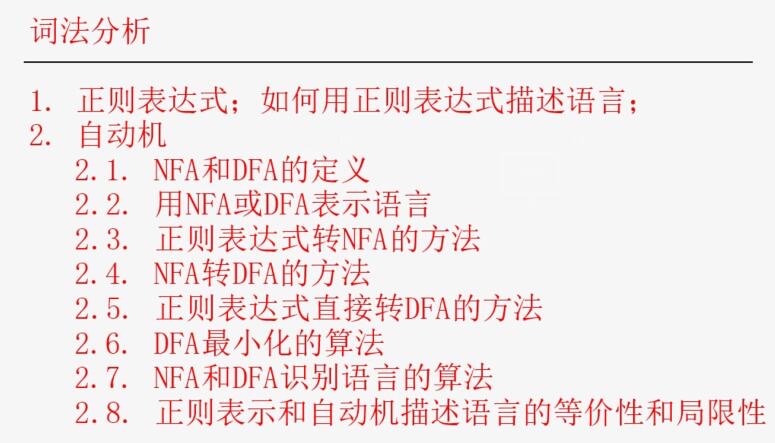 词法分析
1. 正则表达式；如何用正则表达式描述语言；
2. 自动机
2.1. NFA和DFA的定义
2.2. 用NFA或DFA表示语言
2.3. 正则表达式转NFA的方法
2.4. NFA转DFA的方法
2.5. 正则表达式直接转DFA的方法
2.6. DFA最小化的算法
2.7. NFA和DFA识别语言的算法
2.8. 正则表示和自动机描述语言的等价性和局限性